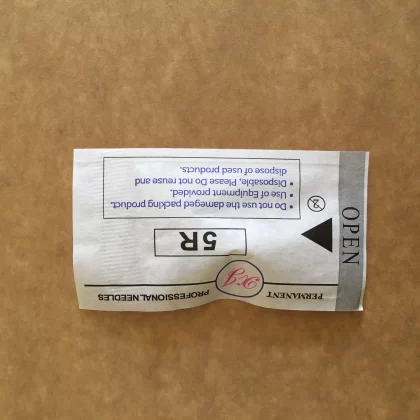 PERMANENT
PROFESSIONAL NEEDLES
5R
• Do not use the dameged packing product.
• Use of Equipment provided.
• Disposable, Please Do not reuse and
dispose of used products.
OPEN